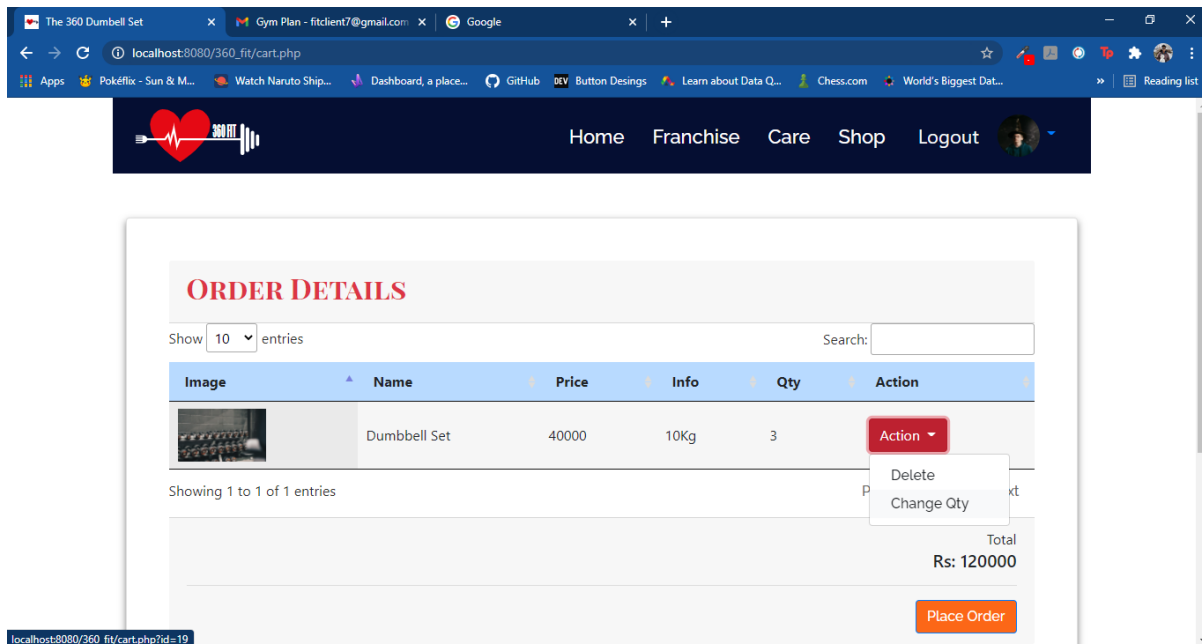 The 360 Dumbell Set
Gym Plan - fitclient7@gmail.com
Google
localhost:8080/360_fit/cart.php
Apps
Pokéflix - Sun & M...
Watch Naruto Ship...
Dashboard, a place...
GitHub
DEV Button Desings
Learn about Data Q...
Chess.com
World's Biggest Dat...
»
Reading list
360 FIT
Home Franchise Care Shop Logout
ORDER DETAILS
Show 10 entries
Search:
Image Name Price Info Qty Action
Dumbbell Set 40000 10Kg 3 Action
Delete
Change Qty
Showing 1 to 1 of 1 entries
Total
Rs: 120000
Place Order
localhost:8080/360_fit/cart.php?id=19